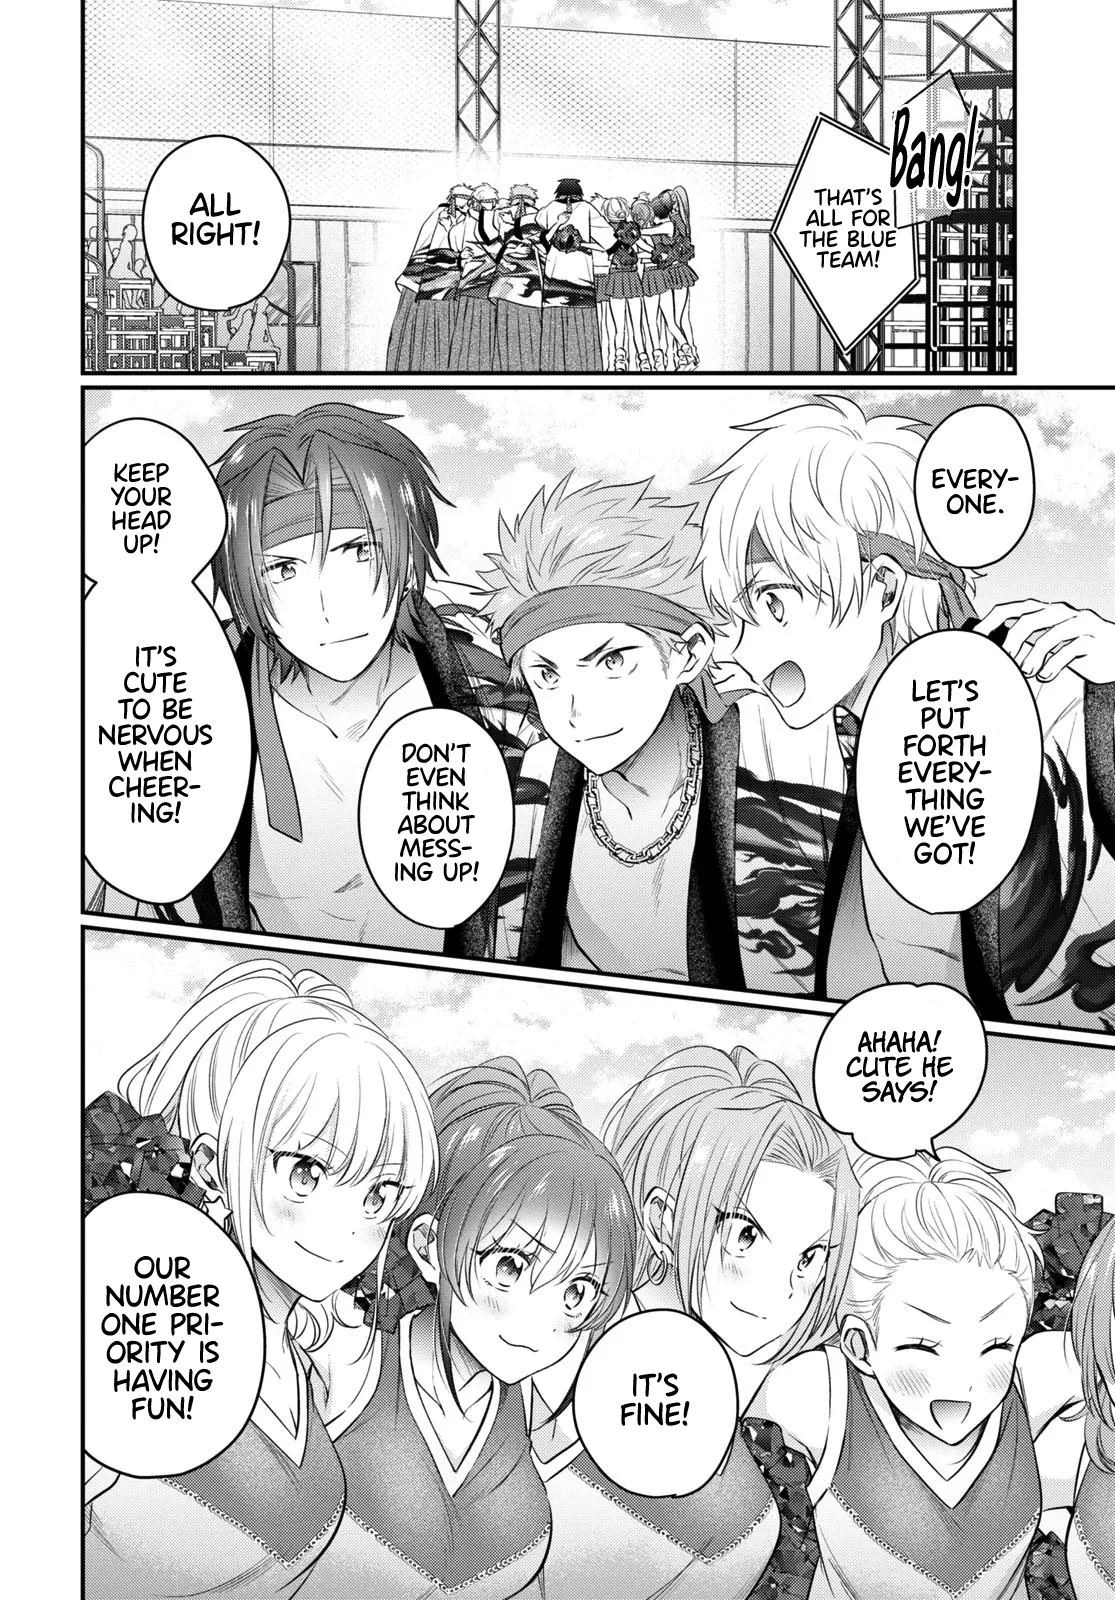 Bang!
THAT'S
ALL FOR
THE BLUE
TEAM!
ALL
RIGHT!
EVERY-
ONE.
LET'S
PUT
FORTH
EVERY-
THING
WE'VE
GOT!
DON'T
EVEN
THINK
ABOUT
MESS-
ING UP!
KEEP
YOUR
HEAD
UP!
IT'S
CUTE
TO BE
NERVOUS
WHEN
CHEER-
ING!
AHAHA!
CUTE HE
SAYS!
IT'S
FINE!
OUR
NUMBER
ONE PRI-
ORITY IS
HAVING
FUN!